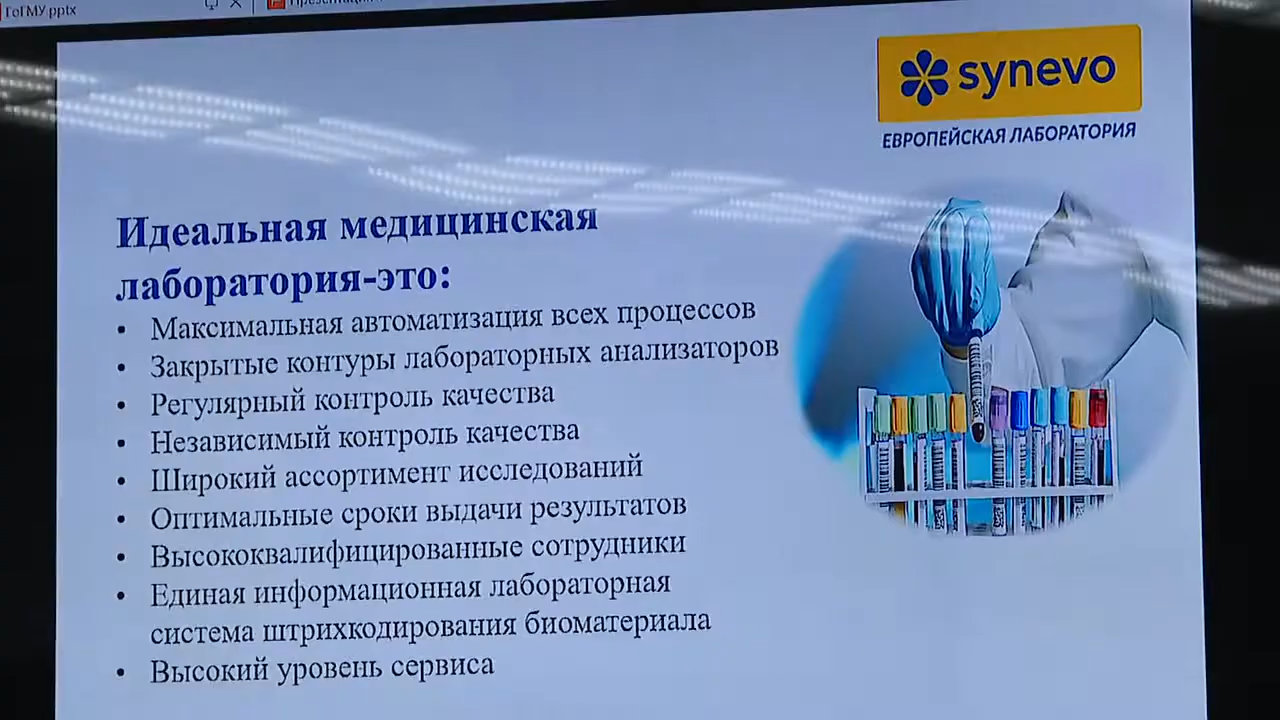 ГоГМУ.pptx
synevo
ЕВРОПЕЙСКАЯ ЛАБОРАТОРИЯ
Идеальная медицинская
лаборатория-это:
• Максимальная автоматизация всех процессов
• Закрытые контуры лабораторных анализаторов
• Регулярный контроль качества
• Независимый контроль качества
• Широкий ассортимент исследований
• Оптимальные сроки выдачи результатов
• Высококвалифицированные сотрудники
• Единая информационная лабораторная
система штрихкодирования биоматериала
• Высокий уровень сервиса